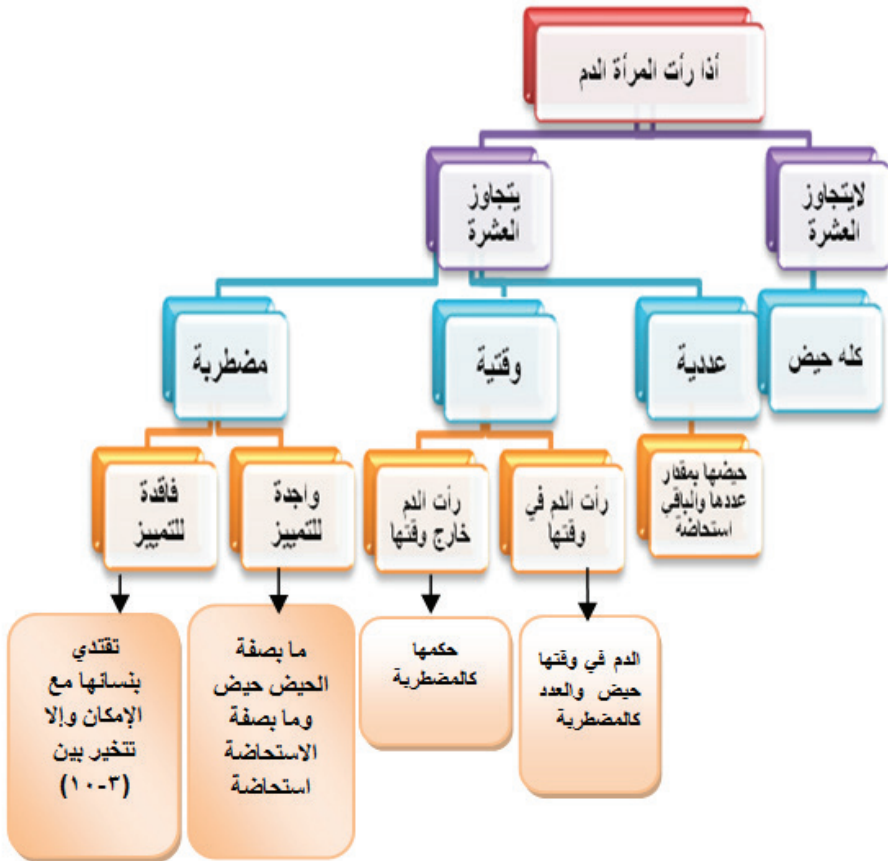 أذا رأت المرأة الدم
لايتجاوز
العشرة
يتجاوز
العشرة
كله حيض
عددية
وقتية
مضطربة
حيضها بمقدار
عددها والباقي
استحاضة
رأت الدم في
وقتها
رأت الدم
خارج وقتها
واجدة
للتمييز
فاقدة
للتمييز
الدم في وقتها
حيض والعدد
كالمضطربة
حكمها
كالمضطربة
ما بصفة
الحيض حيض
وما بصفة
الاستحاضة
استحاضة
تقتدي
بنسائها مع
الإمكان وإلا
تتخير بين
(٣-١٠)